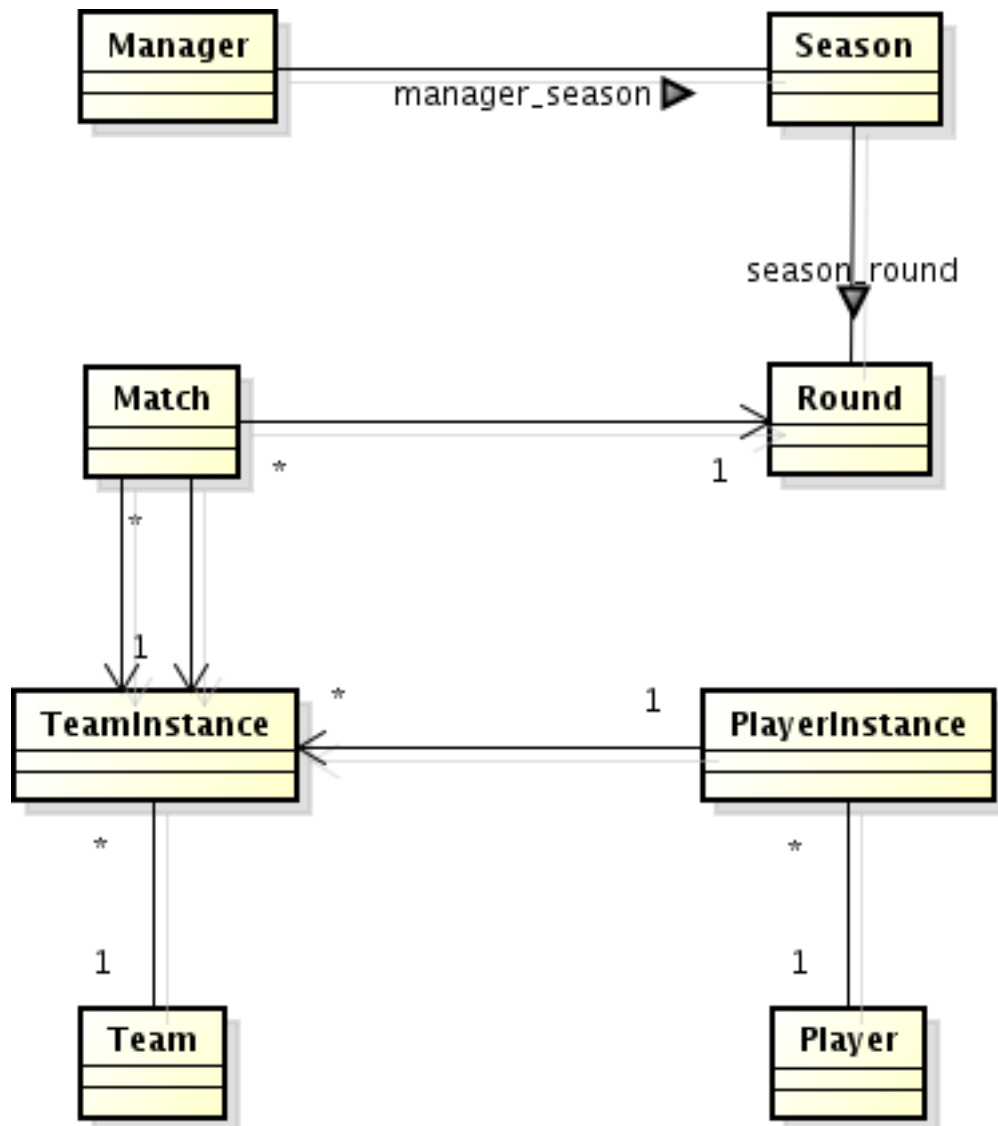 Manager
Season
manager_season
season_round
Match
Round
*
1
*
1
TeamInstance
*
1
PlayerInstance
*
*
1
1
Team
Player